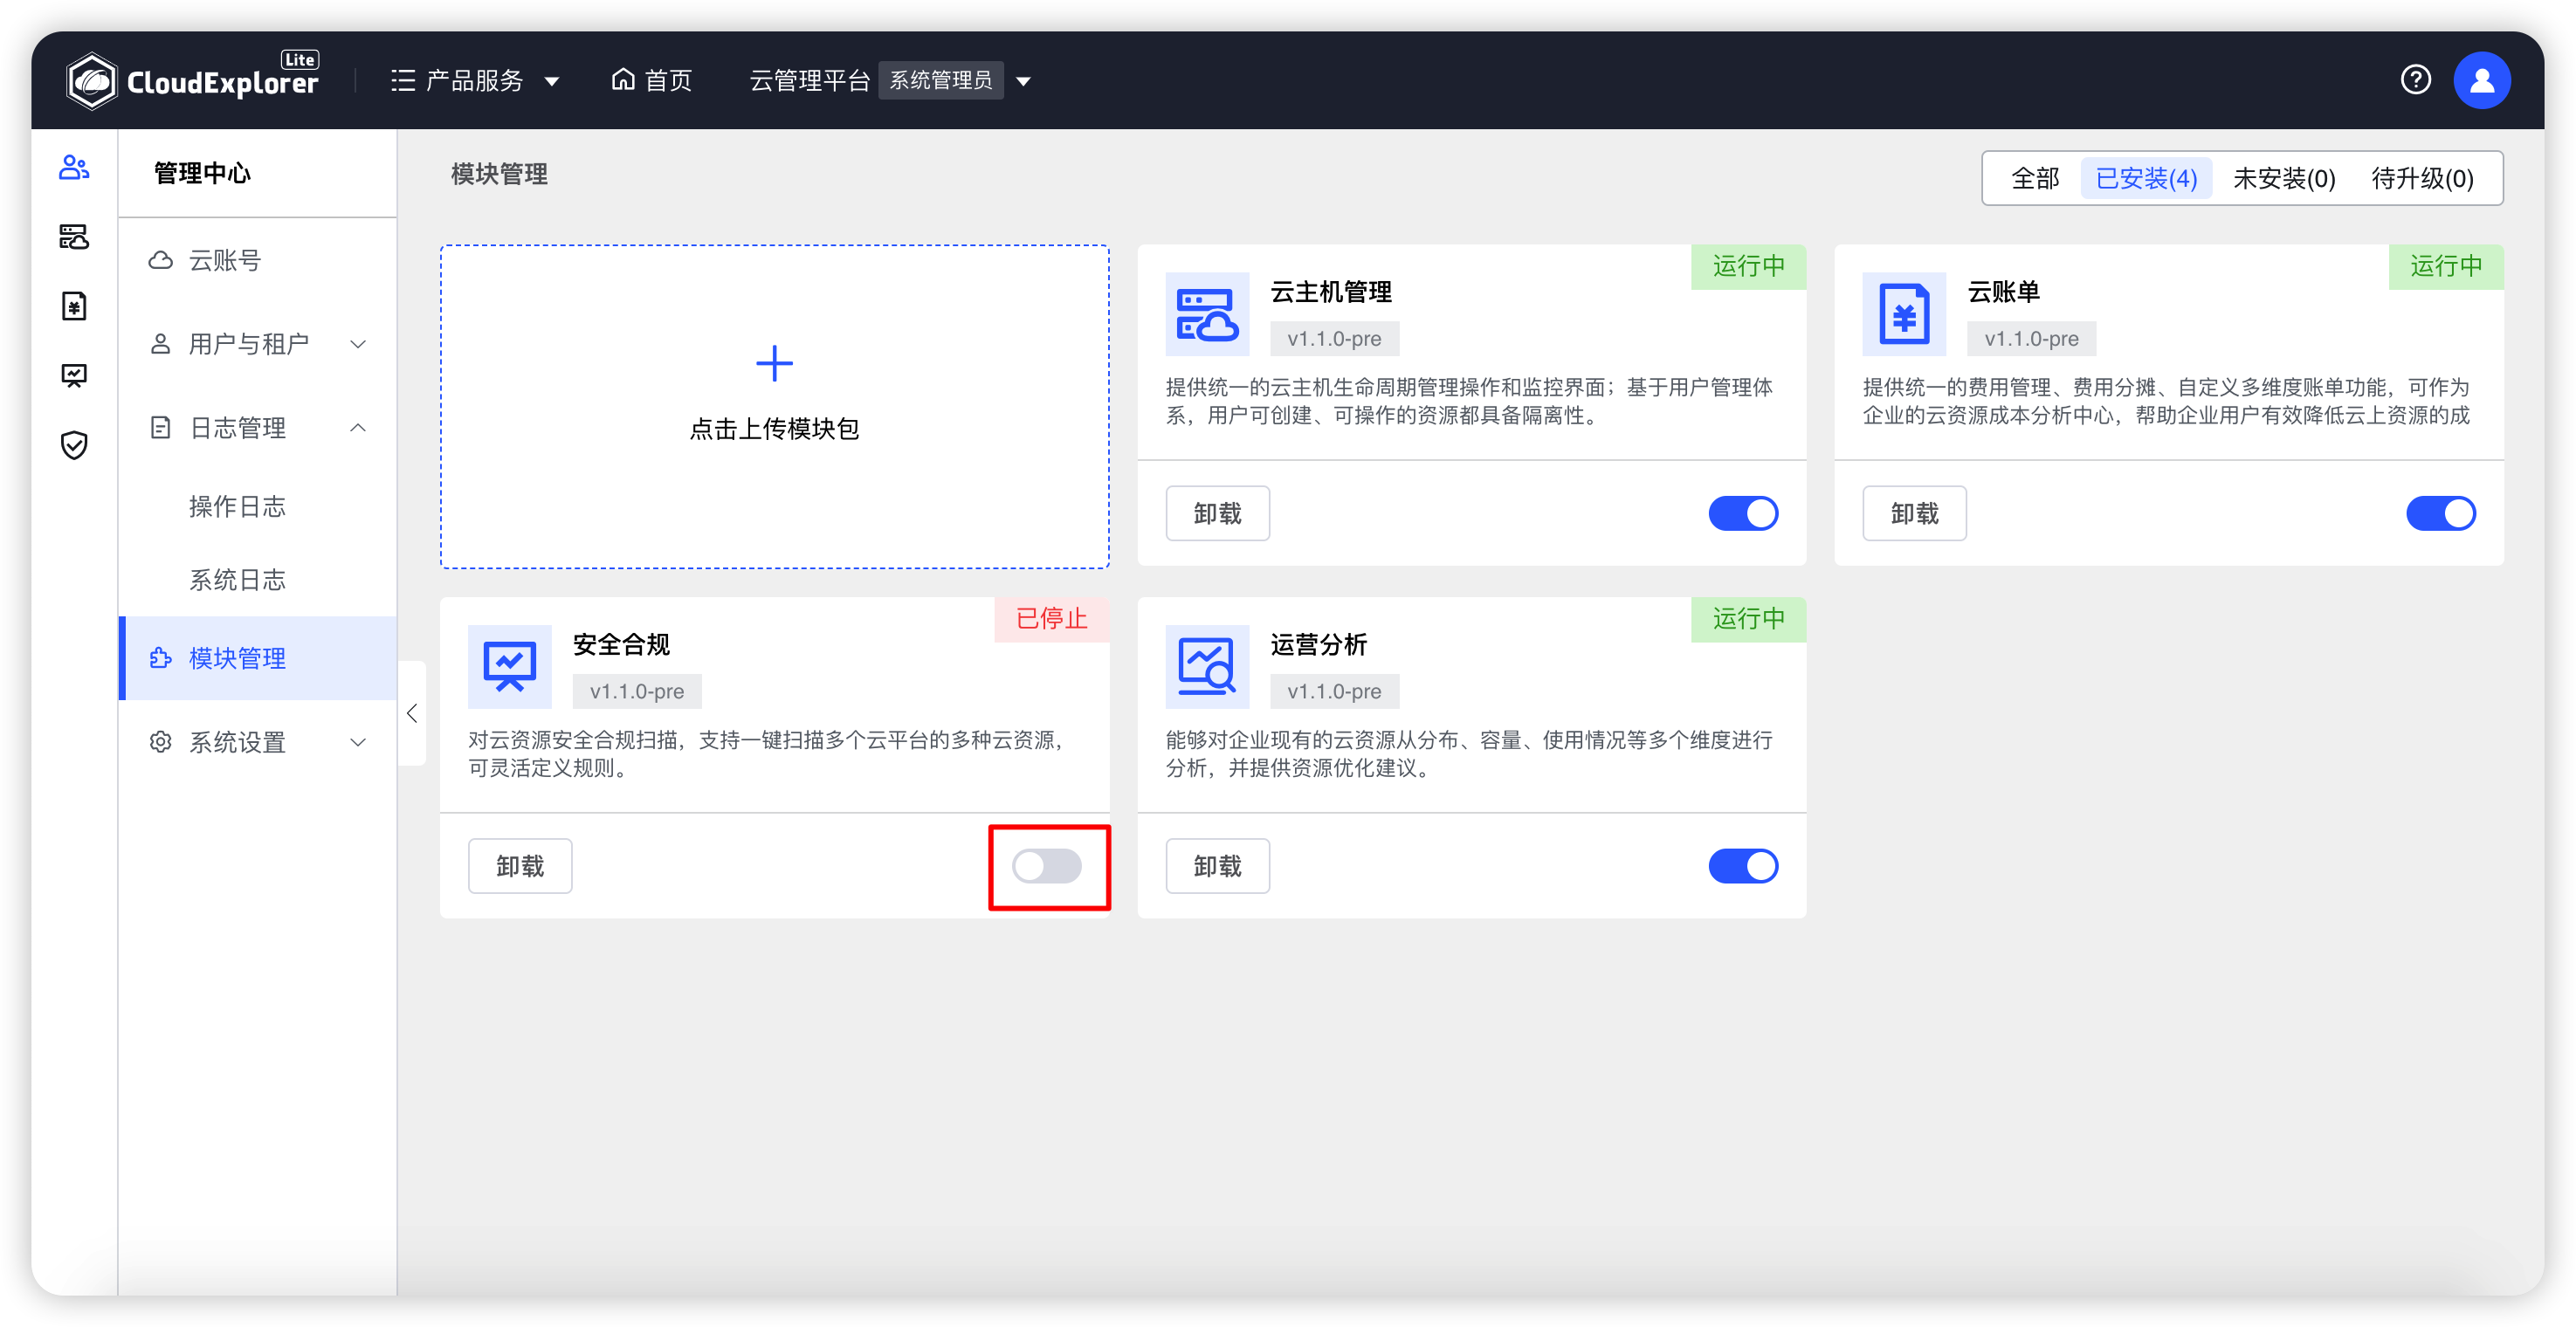 CloudExplorer Lite
产品服务
首页
云管理平台 系统管理员
管理中心
云账号
用户与租户
日志管理
操作日志
系统日志
模块管理
系统设置
模块管理
全部 已安装(4) 未安装(0) 待升级(0)
点击上传模块包
运行中
云主机管理
v1.1.0-pre
提供统一的云主机生命周期管理操作和监控界面；基于用户管理体
系，用户可创建、可操作的资源都具备隔离性。
卸载
运行中
云账单
v1.1.0-pre
提供统一的费用管理、费用分摊、自定义多维度账单功能，可作为
企业的云资源成本分析中心，帮助企业用户有效降低云上资源的成
卸载
已停止
安全合规
v1.1.0-pre
对云资源安全合规扫描，支持一键扫描多个云平台的多种云资源，
可灵活定义规则。
卸载
运行中
运营分析
v1.1.0-pre
能够对企业现有的云资源从分布、容量、使用情况等多个维度进行
分析，并提供资源优化建议。
卸载